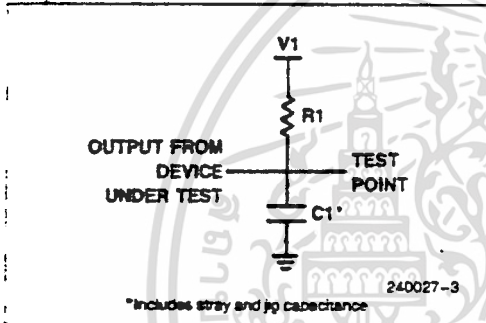 V1
R1
OUTPUT FROM
DEVICE
UNDER TEST
TEST
POINT
C1*
240027-3
*Includes stray and jig capacitance